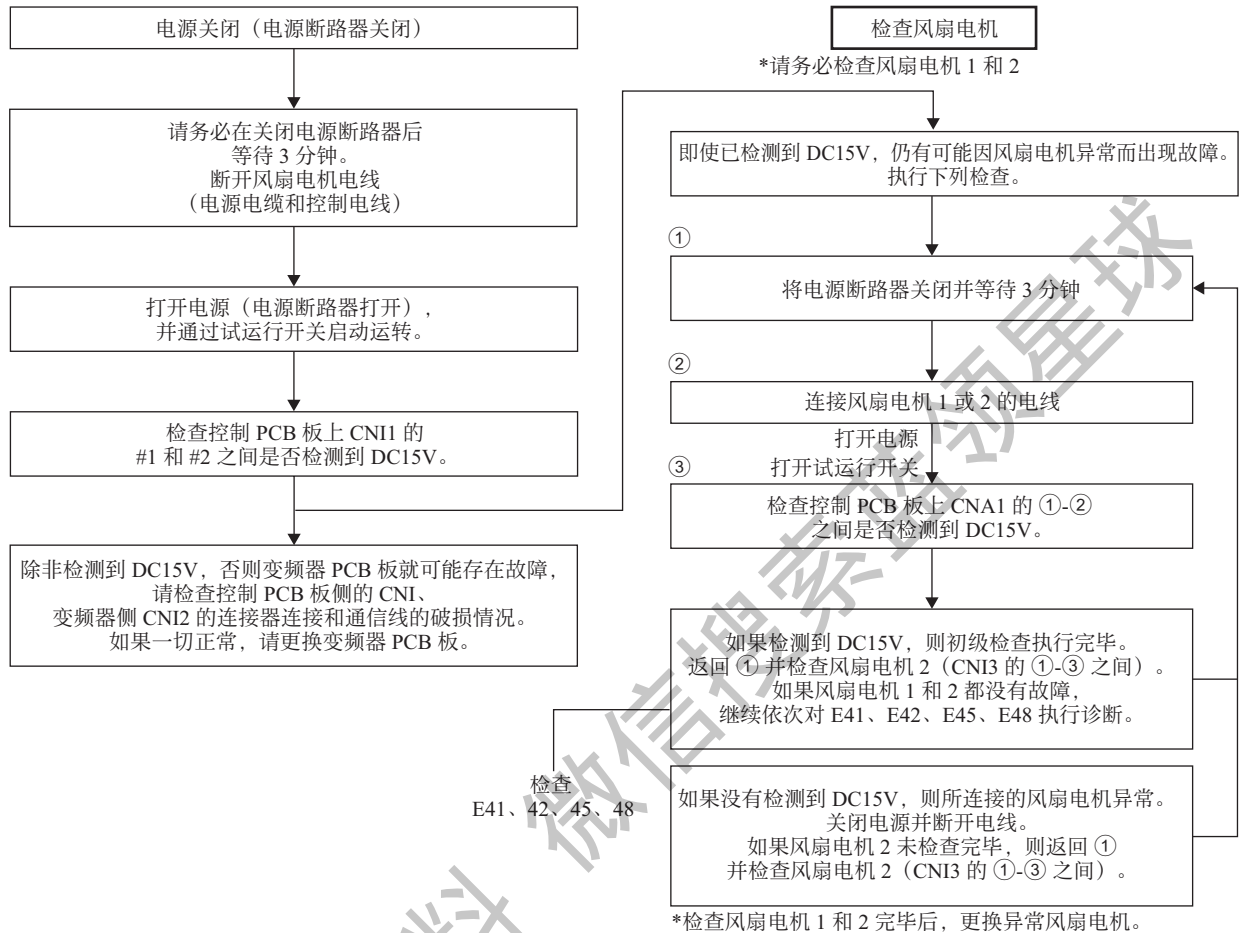 电源关闭（电源断路器关闭）
请务必在关闭电源断路器后
等待 3 分钟。
断开风扇电机电线
（电源电缆和控制电线）
打开电源（电源断路器打开）,
并通过试运行开关启动运转。
检查控制 PCB 板上 CNI1 的
#1 和 #2 之间是否检测到 DC15V。
除非检测到 DC15V，否则变频器 PCB 板就可能存在故障，
请检查控制 PCB 板侧的 CNI、
变频器侧 CNI2 的连接器连接和通信线的破损情况。
如果一切正常，请更换变频器 PCB 板。
检查风扇电机
*请务必检查风扇电机 1 和 2
即使已检测到 DC15V，仍有可能因风扇电机异常而出现故障。
执行下列检查。
①
将电源断路器关闭并等待 3 分钟
②
连接风扇电机 1 或 2 的电线
打开电源
③ 打开试运行开关
检查控制 PCB 板上 CNA1 的 ①-②
之间是否检测到 DC15V。
如果检测到 DC15V，则初级检查执行完毕。
返回 ① 并检查风扇电机 2（CNI3 的 ①-③ 之间）。
如果风扇电机 1 和 2 都没有故障，
继续依次对 E41、E42、E45、E48 执行诊断。
检查
E41、42、45、48
如果没有检测到 DC15V，则所连接的风扇电机异常。
关闭电源并断开电线。
如果风扇电机 2 未检查完毕，则返回 ①
并检查风扇电机 2（CNI3 的 ①-③ 之间）。
*检查风扇电机 1 和 2 完毕后，更换异常风扇电机。
料 微信搜索蓝领星球